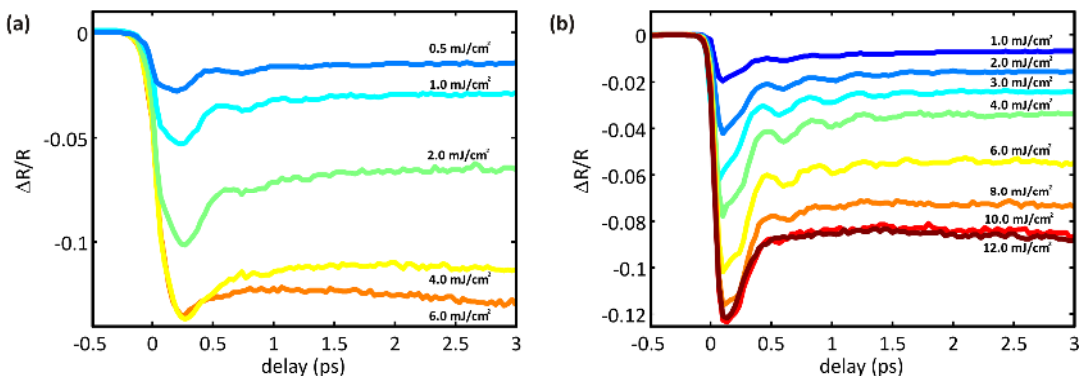 (a)
0
-0.05
-0.1
ΔR/R
0.5 mJ/cm²
1.0 mJ/cm²
2.0 mJ/cm²
4.0 mJ/cm²
6.0 mJ/cm²
-0.5 0 0.5 1 1.5 2 2.5 3
delay (ps)
(b)
0
-0.02
-0.04
-0.06
-0.08
-0.1
-0.12
ΔR/R
1.0 mJ/cm²
2.0 mJ/cm²
3.0 mJ/cm²
4.0 mJ/cm²
6.0 mJ/cm²
8.0 mJ/cm²
10.0 mJ/cm²
12.0 mJ/cm²
-0.5 0 0.5 1 1.5 2 2.5 3
delay (ps)